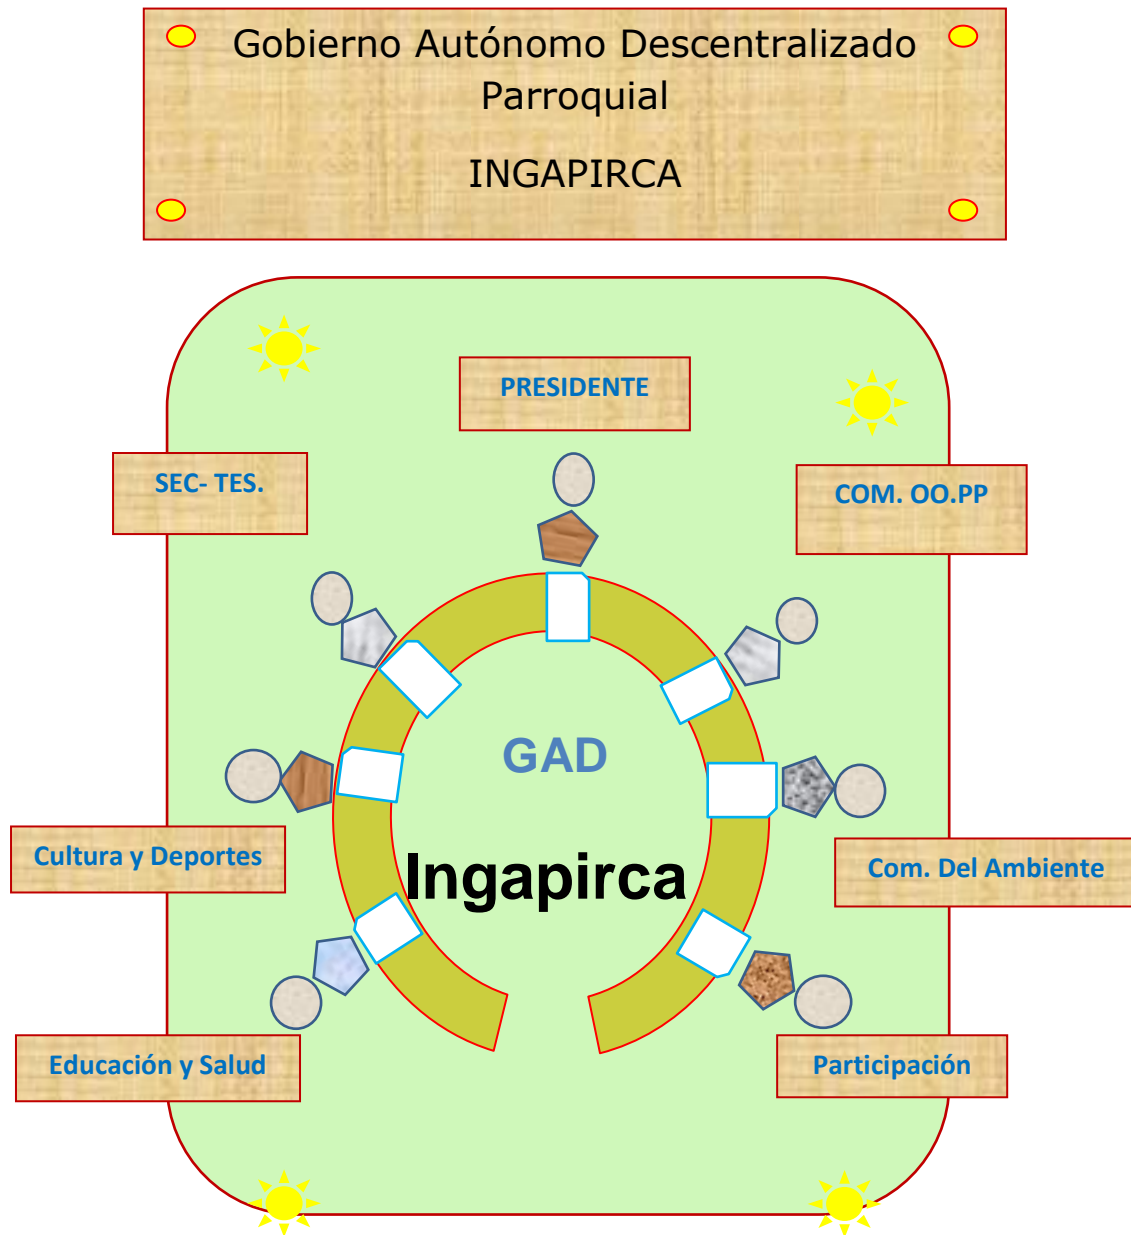 Gobierno Autónomo Descentralizado
Parroquial
INGAPIRCA
PRESIDENTE
SEC- TES.
COM. OO.PP
GAD
Ingapirca
Cultura y Deportes
Com. Del Ambiente
Educación y Salud
Participación